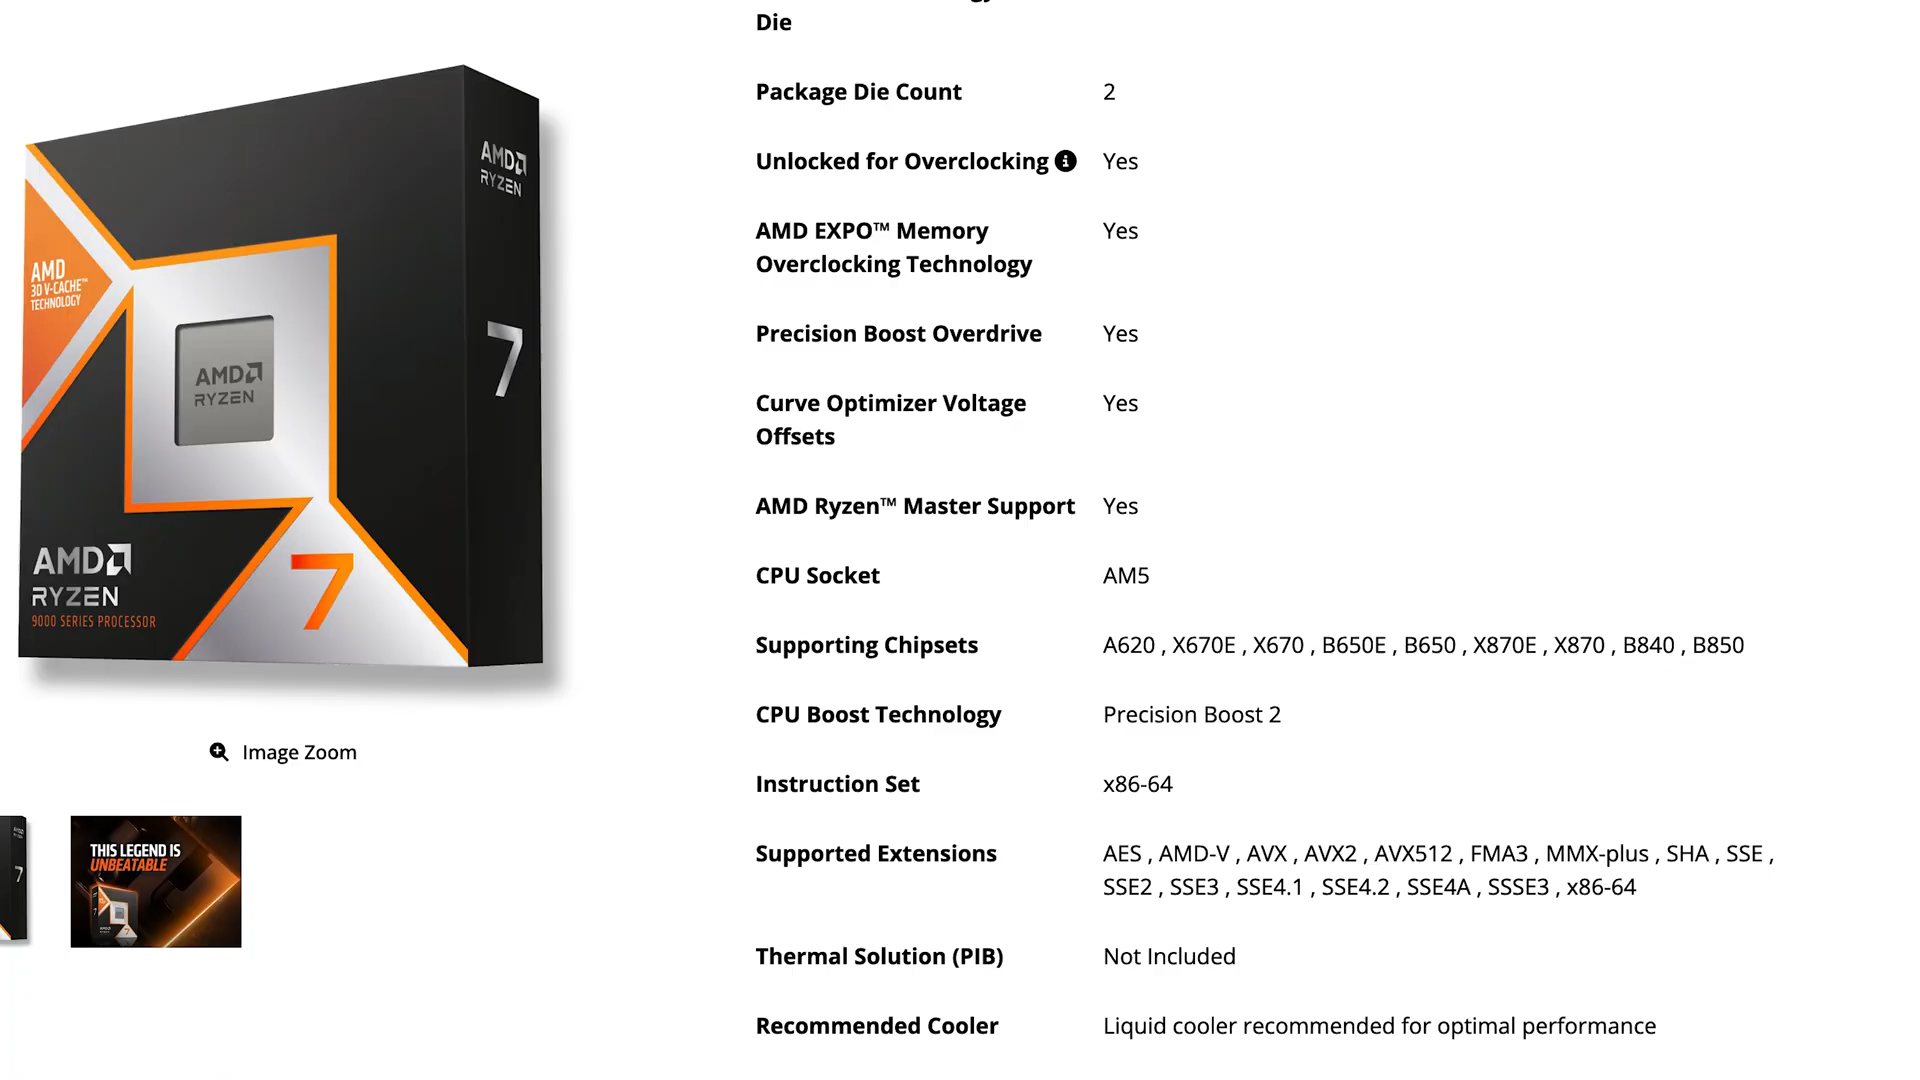 Die
Package Die Count 2
Unlocked for Overclocking Yes
AMD EXPO™ Memory Yes
Overclocking Technology
Precision Boost Overdrive Yes
Curve Optimizer Voltage Yes
Offsets
AMD Ryzen™ Master Support Yes
CPU Socket AM5
Supporting Chipsets A620 , X670E , X670 , B650E , B650 , X870E , X870 , B840 , B850
CPU Boost Technology Precision Boost 2
Instruction Set x86-64
Supported Extensions AES , AMD-V , AVX , AVX2 , AVX512 , FMA3 , MMX-plus , SHA , SSE ,
SSE2 , SSE3 , SSE4.1 , SSE4.2 , SSE4A , SSSE3 , x86-64
Thermal Solution (PIB) Not Included
Recommended Cooler Liquid cooler recommended for optimal performance
AMD
RYZEN
7
AMD
3D V-CACHE™
TECHNOLOGY
AMD
RYZEN
AMD
RYZEN
9000 SERIES PROCESSOR
7
Image Zoom
7
THIS LEGEND IS
UNBEATABLE
7